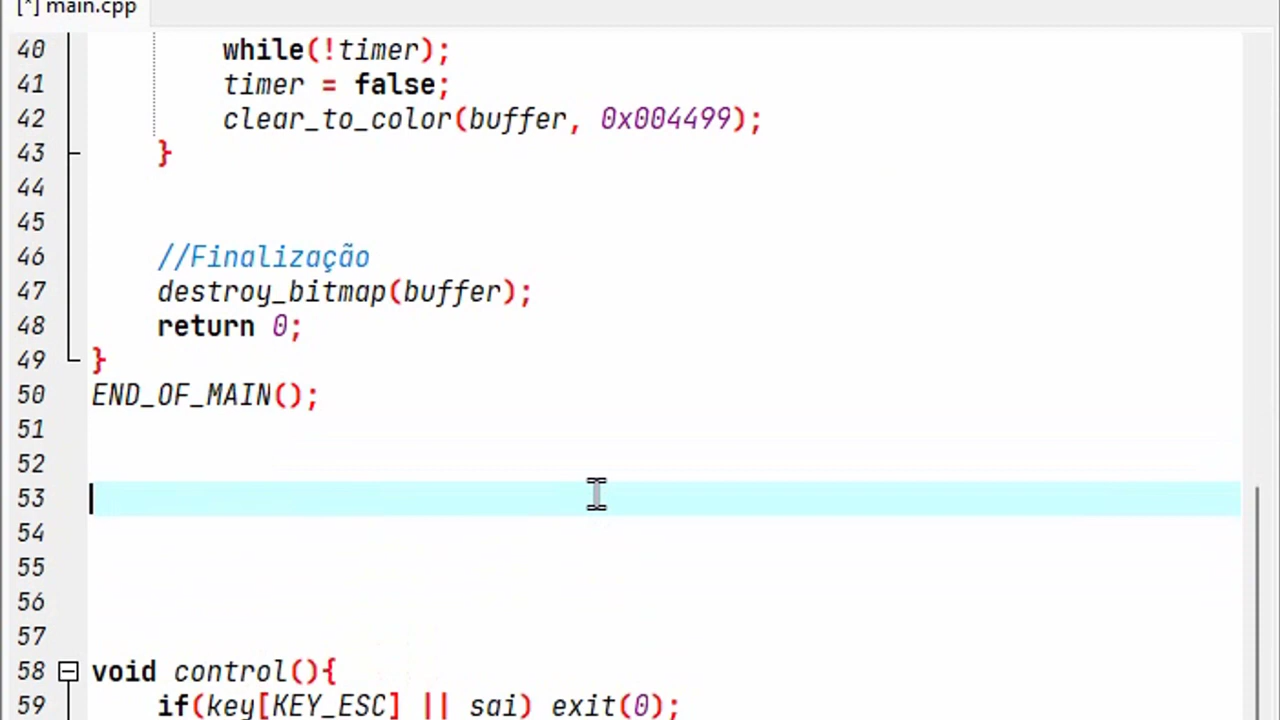 [*] main.cpp
40 while(!timer);
41 timer = false;
42 clear_to_color(buffer, 0x004499);
43 }
44
45
46 //Finalização
47 destroy_bitmap(buffer);
48 return 0;
49 }
50 END_OF_MAIN();
51
52
53
54
55
56
57
58 void control(){
59 if(key[KEY_ESC] || sai) exit(0);